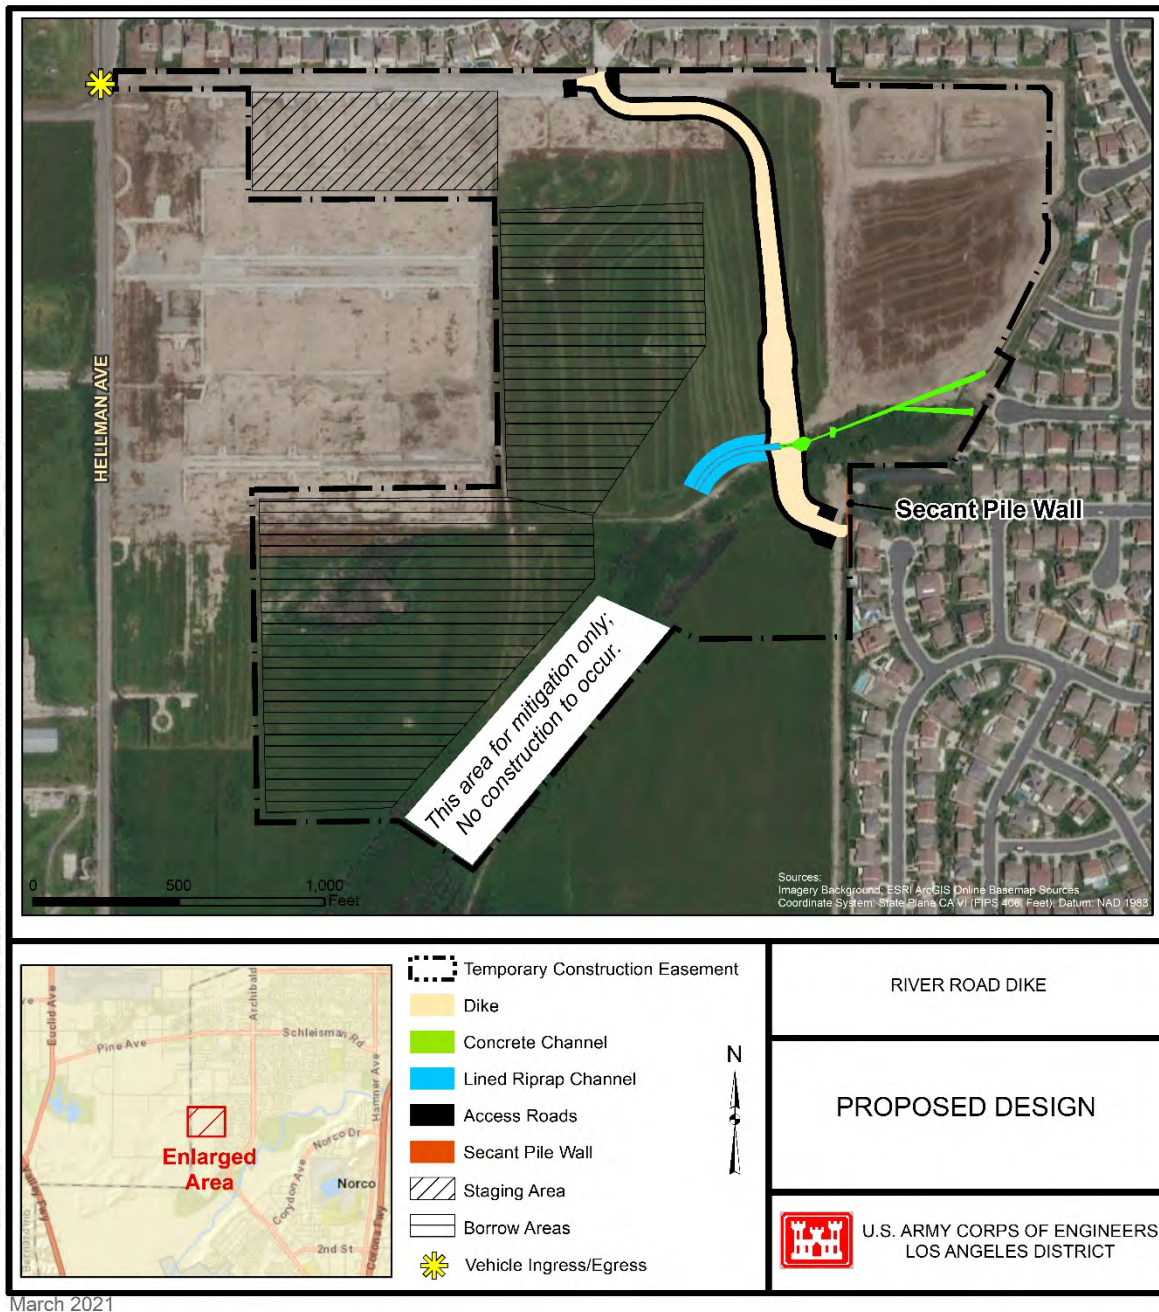 HELLMAN AVE
Secant Pile Wall
This area for mitigation only;
No construction to occur.
0 500 1,000
Feet
Sources:
Imagery Background: ESRI ArcGIS Online Basemap Sources
Coordinate System: State Plane CA VI (FIPS 406, Feet); Datum: NAD 1983
Euclid Ave
Pine Ave
Archibald
Schleisman Rd
Hamner Ave
Norco Dr
Corydon Ave
Norco
2nd St
Corona Fwy
Valley Fwy
Enlarged
Area
Temporary Construction Easement
Dike
Concrete Channel
Lined Riprap Channel
Access Roads
Secant Pile Wall
Staging Area
Borrow Areas
Vehicle Ingress/Egress
N
RIVER ROAD DIKE
PROPOSED DESIGN
U.S. ARMY CORPS OF ENGINEERS
LOS ANGELES DISTRICT
March 2021